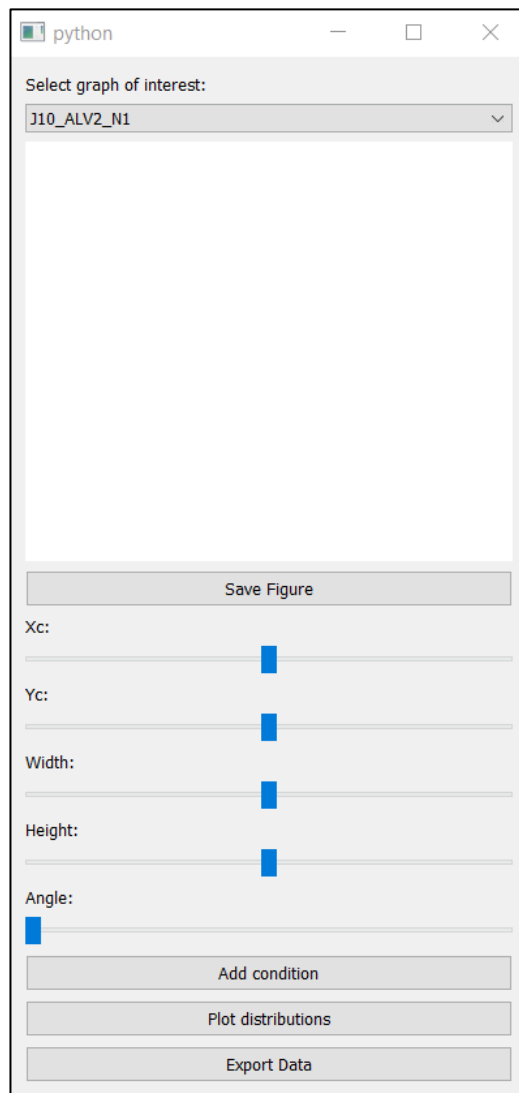 python
Select graph of interest:
J10_ALV2_N1
Save Figure
Xc:
Yc:
Width:
Height:
Angle:
Add condition
Plot distributions
Export Data